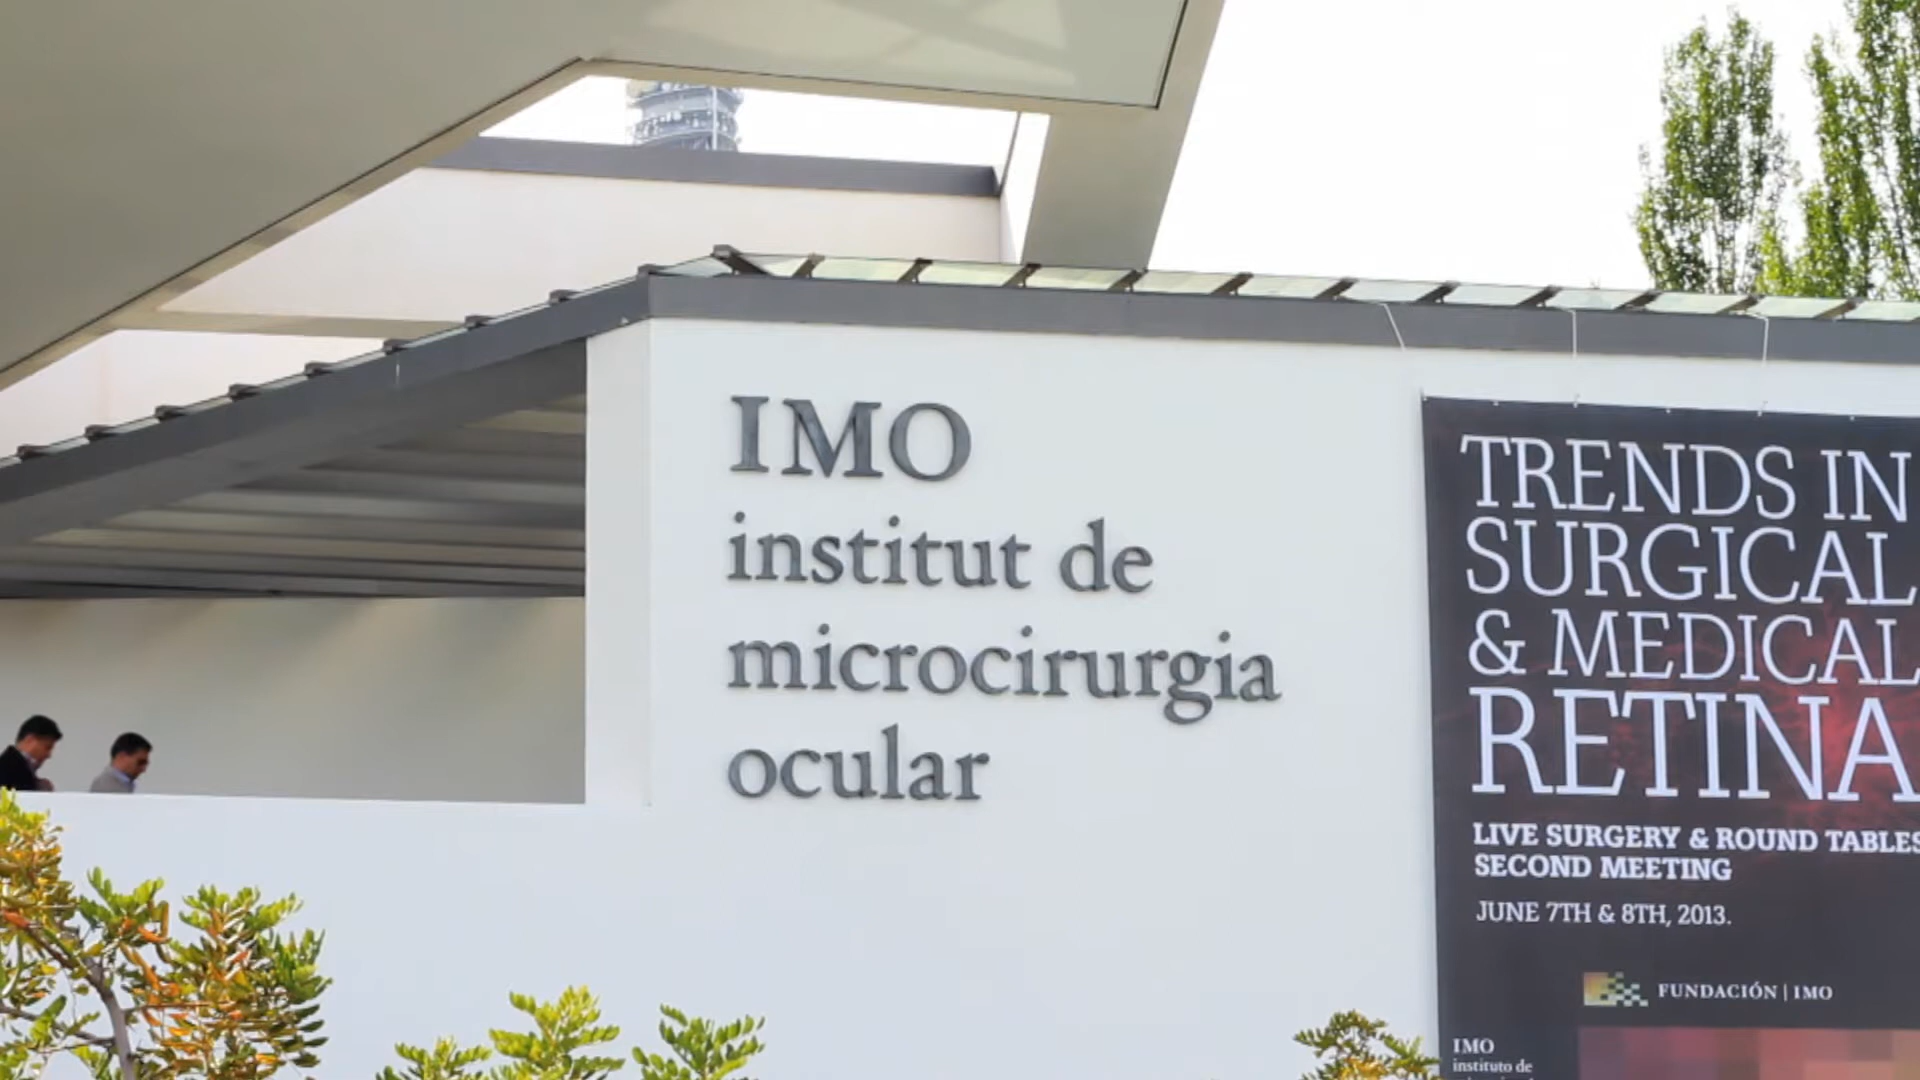 IMO
institut de
microcirurgia
ocular
TRENDS IN
SURGICAL
& MEDICAL
RETINA
LIVE SURGERY & ROUND TABLES
SECOND MEETING
JUNE 7TH & 8TH, 2013.
FUNDACIÓN | IMO
IMO
instituto de